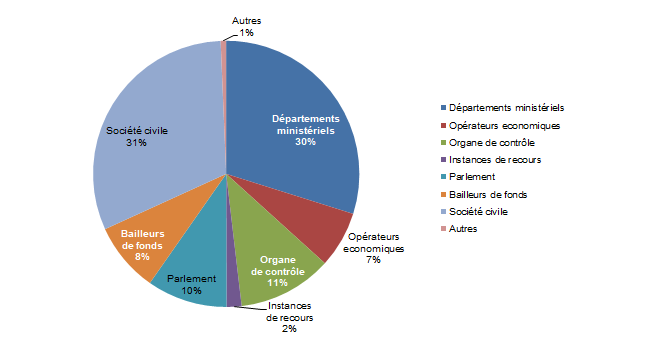 Autres
1%
Départements
ministériels
30%
Opérateurs
economiques
7%
Organe
de contrôle
11%
Instances
de recours
2%
Parlement
10%
Bailleurs
de fonds
8%
Société civile
31%
Départements ministériels
Opérateurs economiques
Organe de contrôle
Instances de recours
Parlement
Bailleurs de fonds
Société civile
Autres